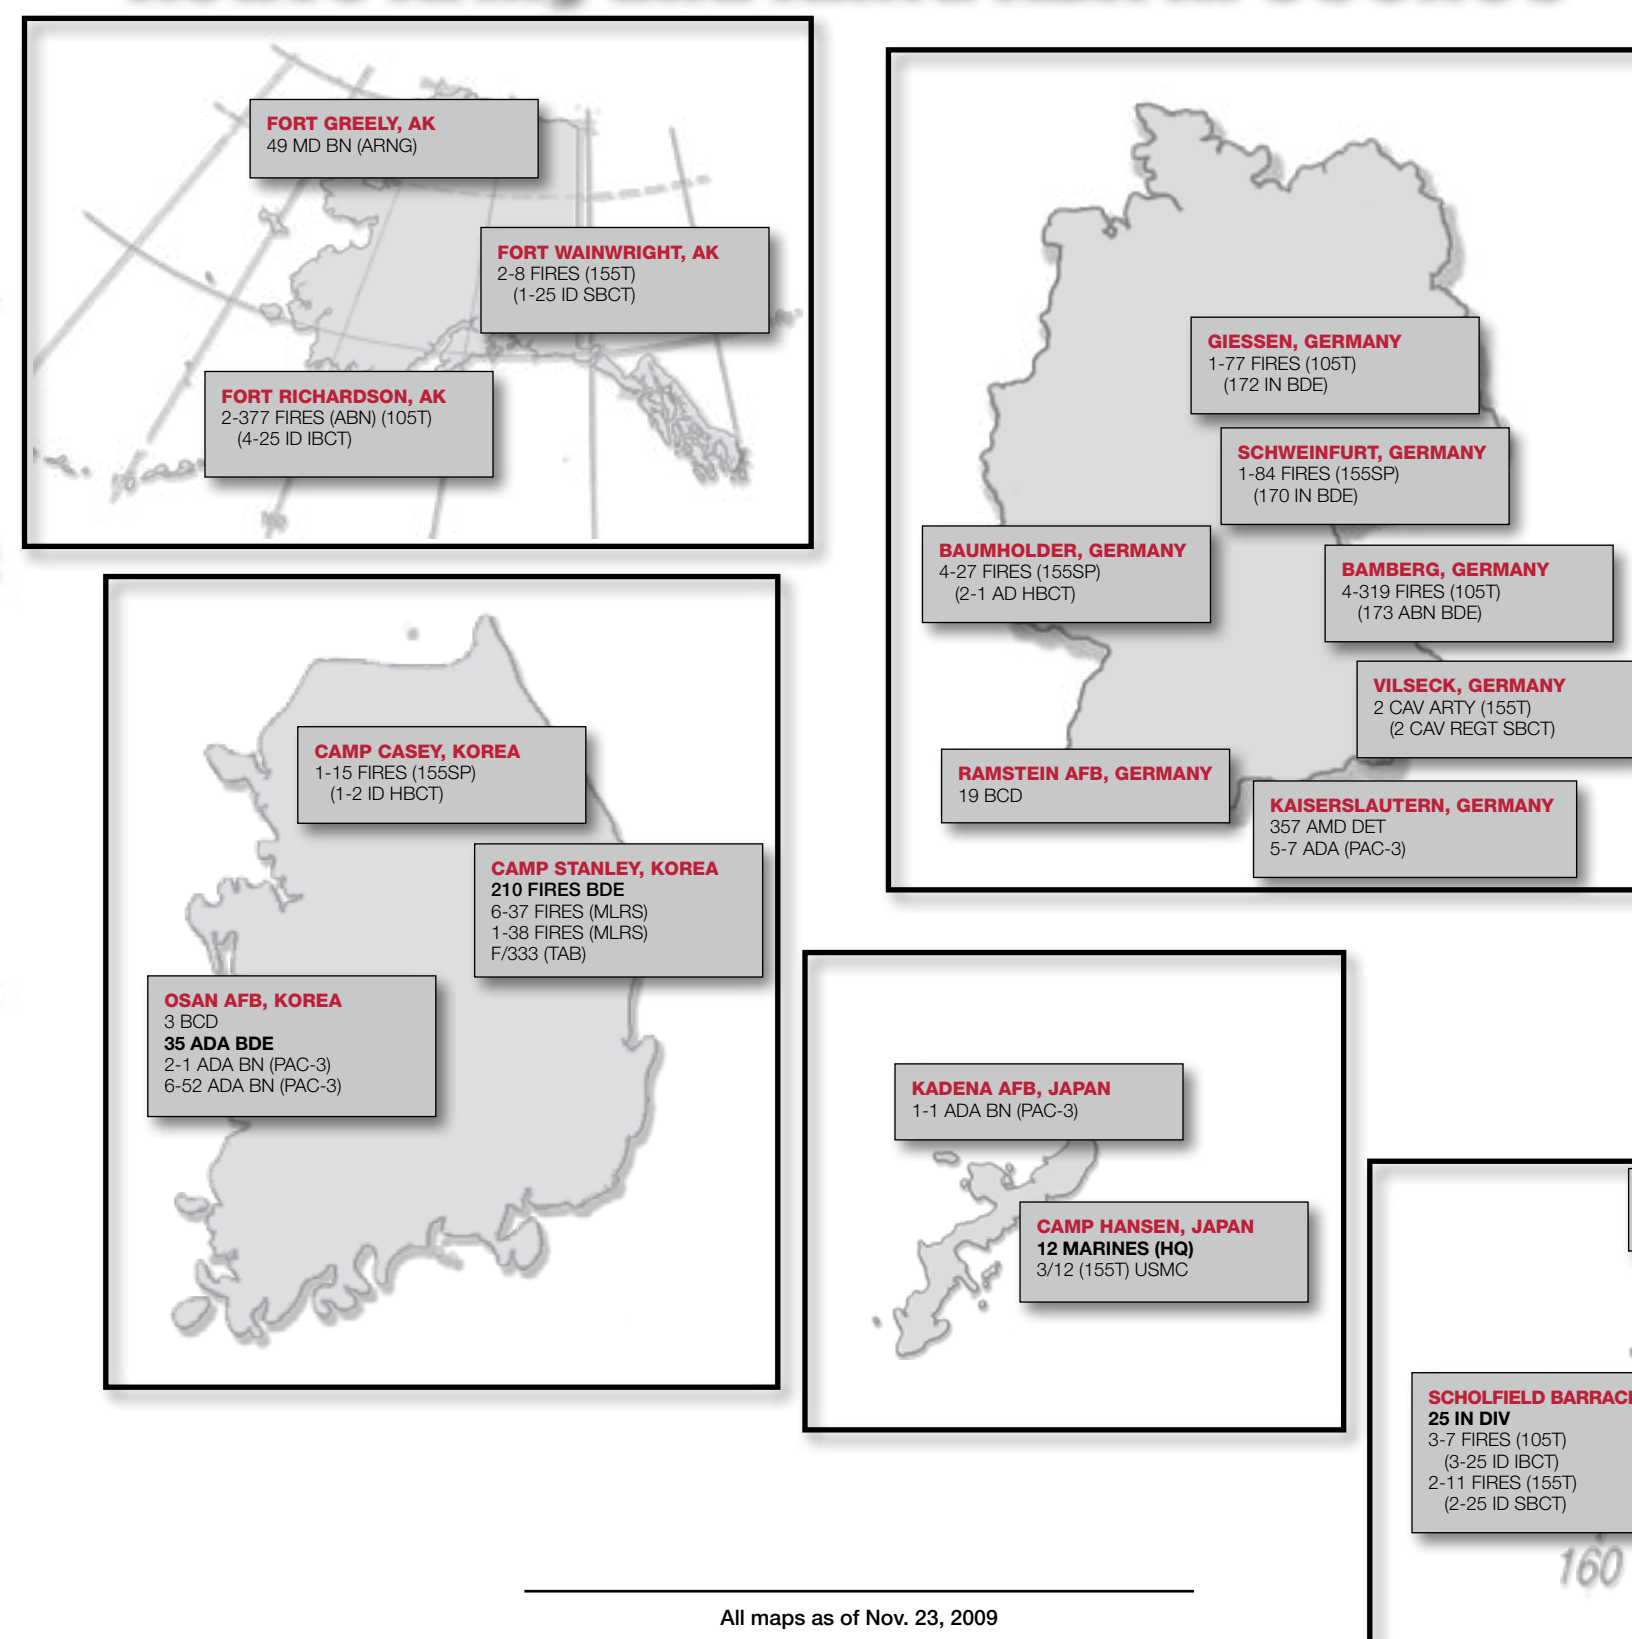 FORT GREELY, AK
49 MD BN (ARNG)
FORT WAINWRIGHT, AK
2-8 FIRES (155T)
(1-25 ID SBCT)
FORT RICHARDSON, AK
2-377 FIRES (ABN) (105T)
(4-25 ID IBCT)
GIESSEN, GERMANY
1-77 FIRES (105T)
(172 IN BDE)
SCHWEINFURT, GERMANY
1-84 FIRES (155SP)
(170 IN BDE)
BAUMHOLDER, GERMANY
4-27 FIRES (155SP)
(2-1 AD HBCT)
BAMBERG, GERMANY
4-319 FIRES (105T)
(173 ABN BDE)
VILSECK, GERMANY
2 CAV ARTY (155T)
(2 CAV REGT SBCT)
RAMSTEIN AFB, GERMANY
19 BCD
KAISERSLAUTERN, GERMANY
357 AMD DET
5-7 ADA (PAC-3)
CAMP CASEY, KOREA
1-15 FIRES (155SP)
(1-2 ID HBCT)
CAMP STANLEY, KOREA
210 FIRES BDE
6-37 FIRES (MLRS)
1-38 FIRES (MLRS)
F/333 (TAB)
OSAN AFB, KOREA
3 BCD
35 ADA BDE
2-1 ADA BN (PAC-3)
6-52 ADA BN (PAC-3)
KADENA AFB, JAPAN
1-1 ADA BN (PAC-3)
CAMP HANSEN, JAPAN
12 MARINES (HQ)
3/12 (155T) USMC
SCHOLFIELD
25 IN DIV
3-7 FIRES (105T)
(3-25 ID IBCT)
2-11 FIRES (155T)
(2-25 ID SBCT)
160
All maps as of Nov. 23, 2009